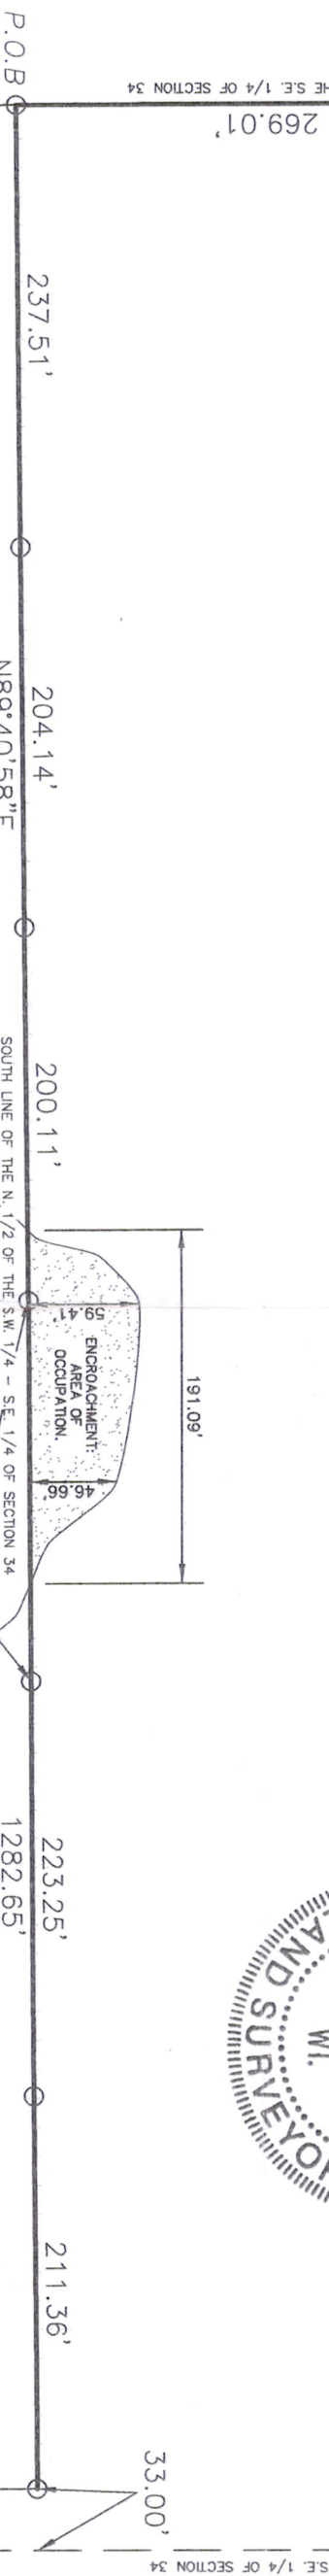 P.O.B
HE S.E. 1/4 OF SECTION 34
269.01'
237.51'
204.14'
N89°40'58"E
200.11'
SOUTH LINE OF THE N. 1/2 OF THE S.W. 1/4 - S.E. 1/4 OF SECTION 34
191.09'
59.41'
ENCROACHMENT:
AREA OF
OCCUPATION.
46.66'
223.25'
1282.65'
WI.
AND SURVEYOR
211.36'
33.00'
S.E. 1/4 OF SECTION 34